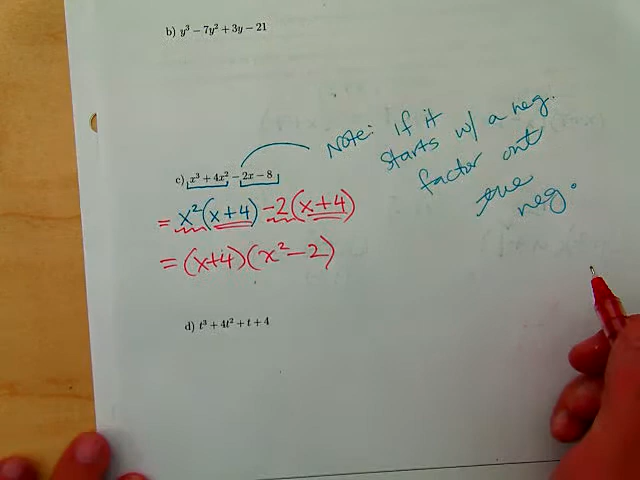 b) y³ − 7y² + 3y − 21
Note: If it
starts w/ a neg.
factor out
the
neg.
c) x³ + 4x² − 2x − 8
= x²(x+4) −2(x+4)
= (x+4)(x²−2)
d) t³ + 4t² + t + 4